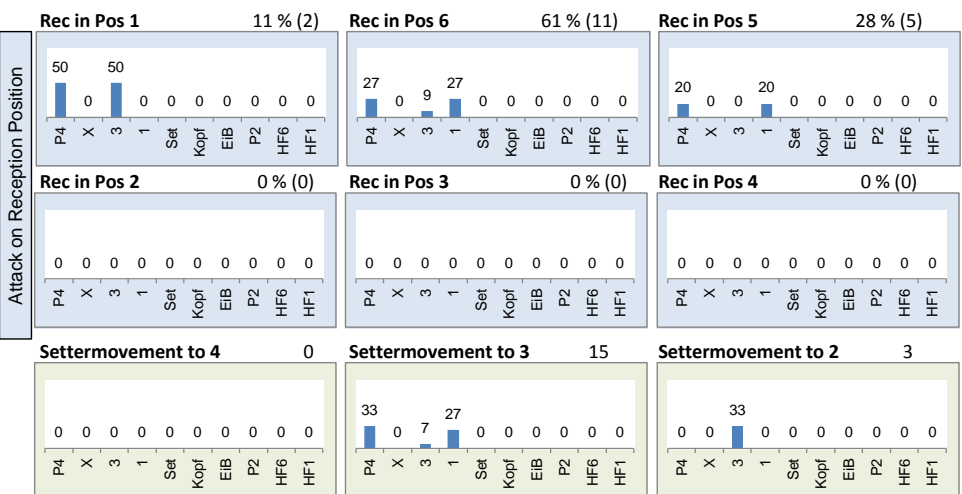 Attack on Reception Position
Rec in Pos 1 11 % (2)
50 0 50 0 0 0 0 0 0 0
P4 X 3 1 Set Kopf EiB P2 HF6 HF1
Rec in Pos 6 61 % (11)
27 0 9 27 0 0 0 0 0 0
P4 X 3 1 Set Kopf EiB P2 HF6 HF1
Rec in Pos 5 28 % (5)
20 0 0 20 0 0 0 0 0 0
P4 X 3 1 Set Kopf EiB P2 HF6 HF1
Rec in Pos 2 0 % (0)
0 0 0 0 0 0 0 0 0 0
P4 X 3 1 Set Kopf EiB P2 HF6 HF1
Rec in Pos 3 0 % (0)
0 0 0 0 0 0 0 0 0 0
P4 X 3 1 Set Kopf EiB P2 HF6 HF1
Rec in Pos 4 0 % (0)
0 0 0 0 0 0 0 0 0 0
P4 X 3 1 Set Kopf EiB P2 HF6 HF1
Settermovement to 4 0
0 0 0 0 0 0 0 0 0 0
P4 X 3 1 Set Kopf EiB P2 HF6 HF1
Settermovement to 3 15
33 0 7 27 0 0 0 0 0 0
P4 X 3 1 Set Kopf EiB P2 HF6 HF1
Settermovement to 2 3
0 0 33 0 0 0 0 0 0 0
P4 X 3 1 Set Kopf EiB P2 HF6 HF1